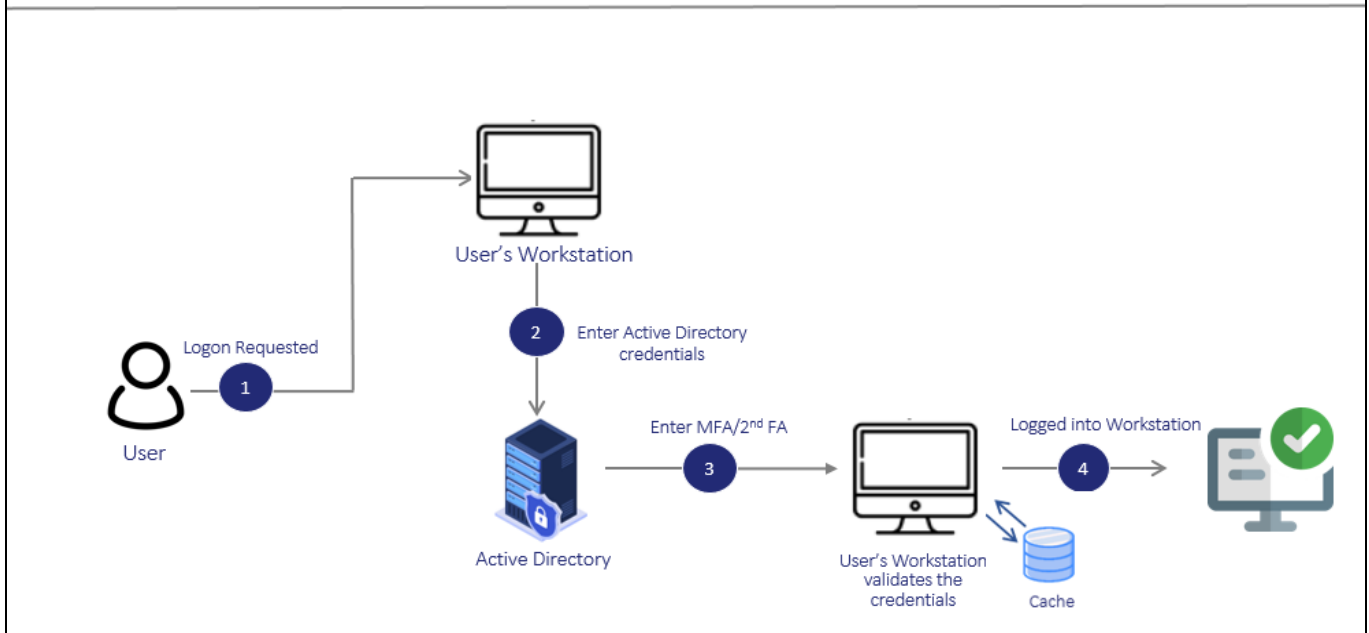 User's Workstation
2
Enter Active Directory
credentials
Logon Requested
1
User
Active Directory
Enter MFA/2nd FA
3
User's Workstation
validates the
credentials
Cache
Logged into Workstation
4